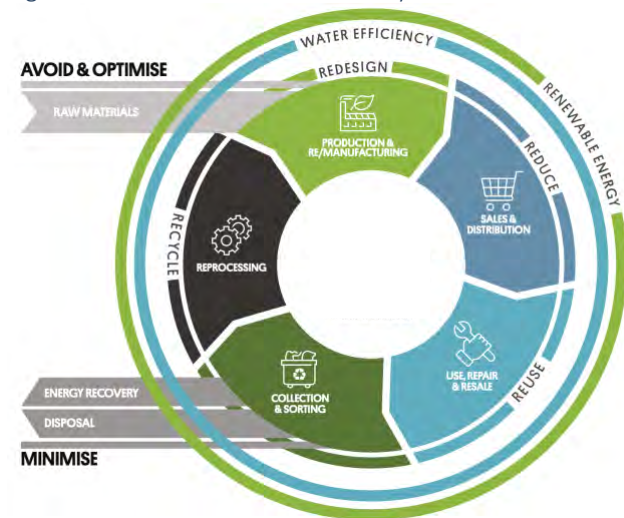 WATER EFFICIENCY
RENEWABLE ENERGY
REDESIGN
AVOID & OPTIMISE
RAW MATERIALS
PRODUCTION &
RE/MANUFACTURING
REDUCE
SALES &
DISTRIBUTION
RECYCLE
REPROCESSING
USE, REPAIR
& RESALE
REUSE
COLLECTION
& SORTING
ENERGY RECOVERY
DISPOSAL
MINIMISE